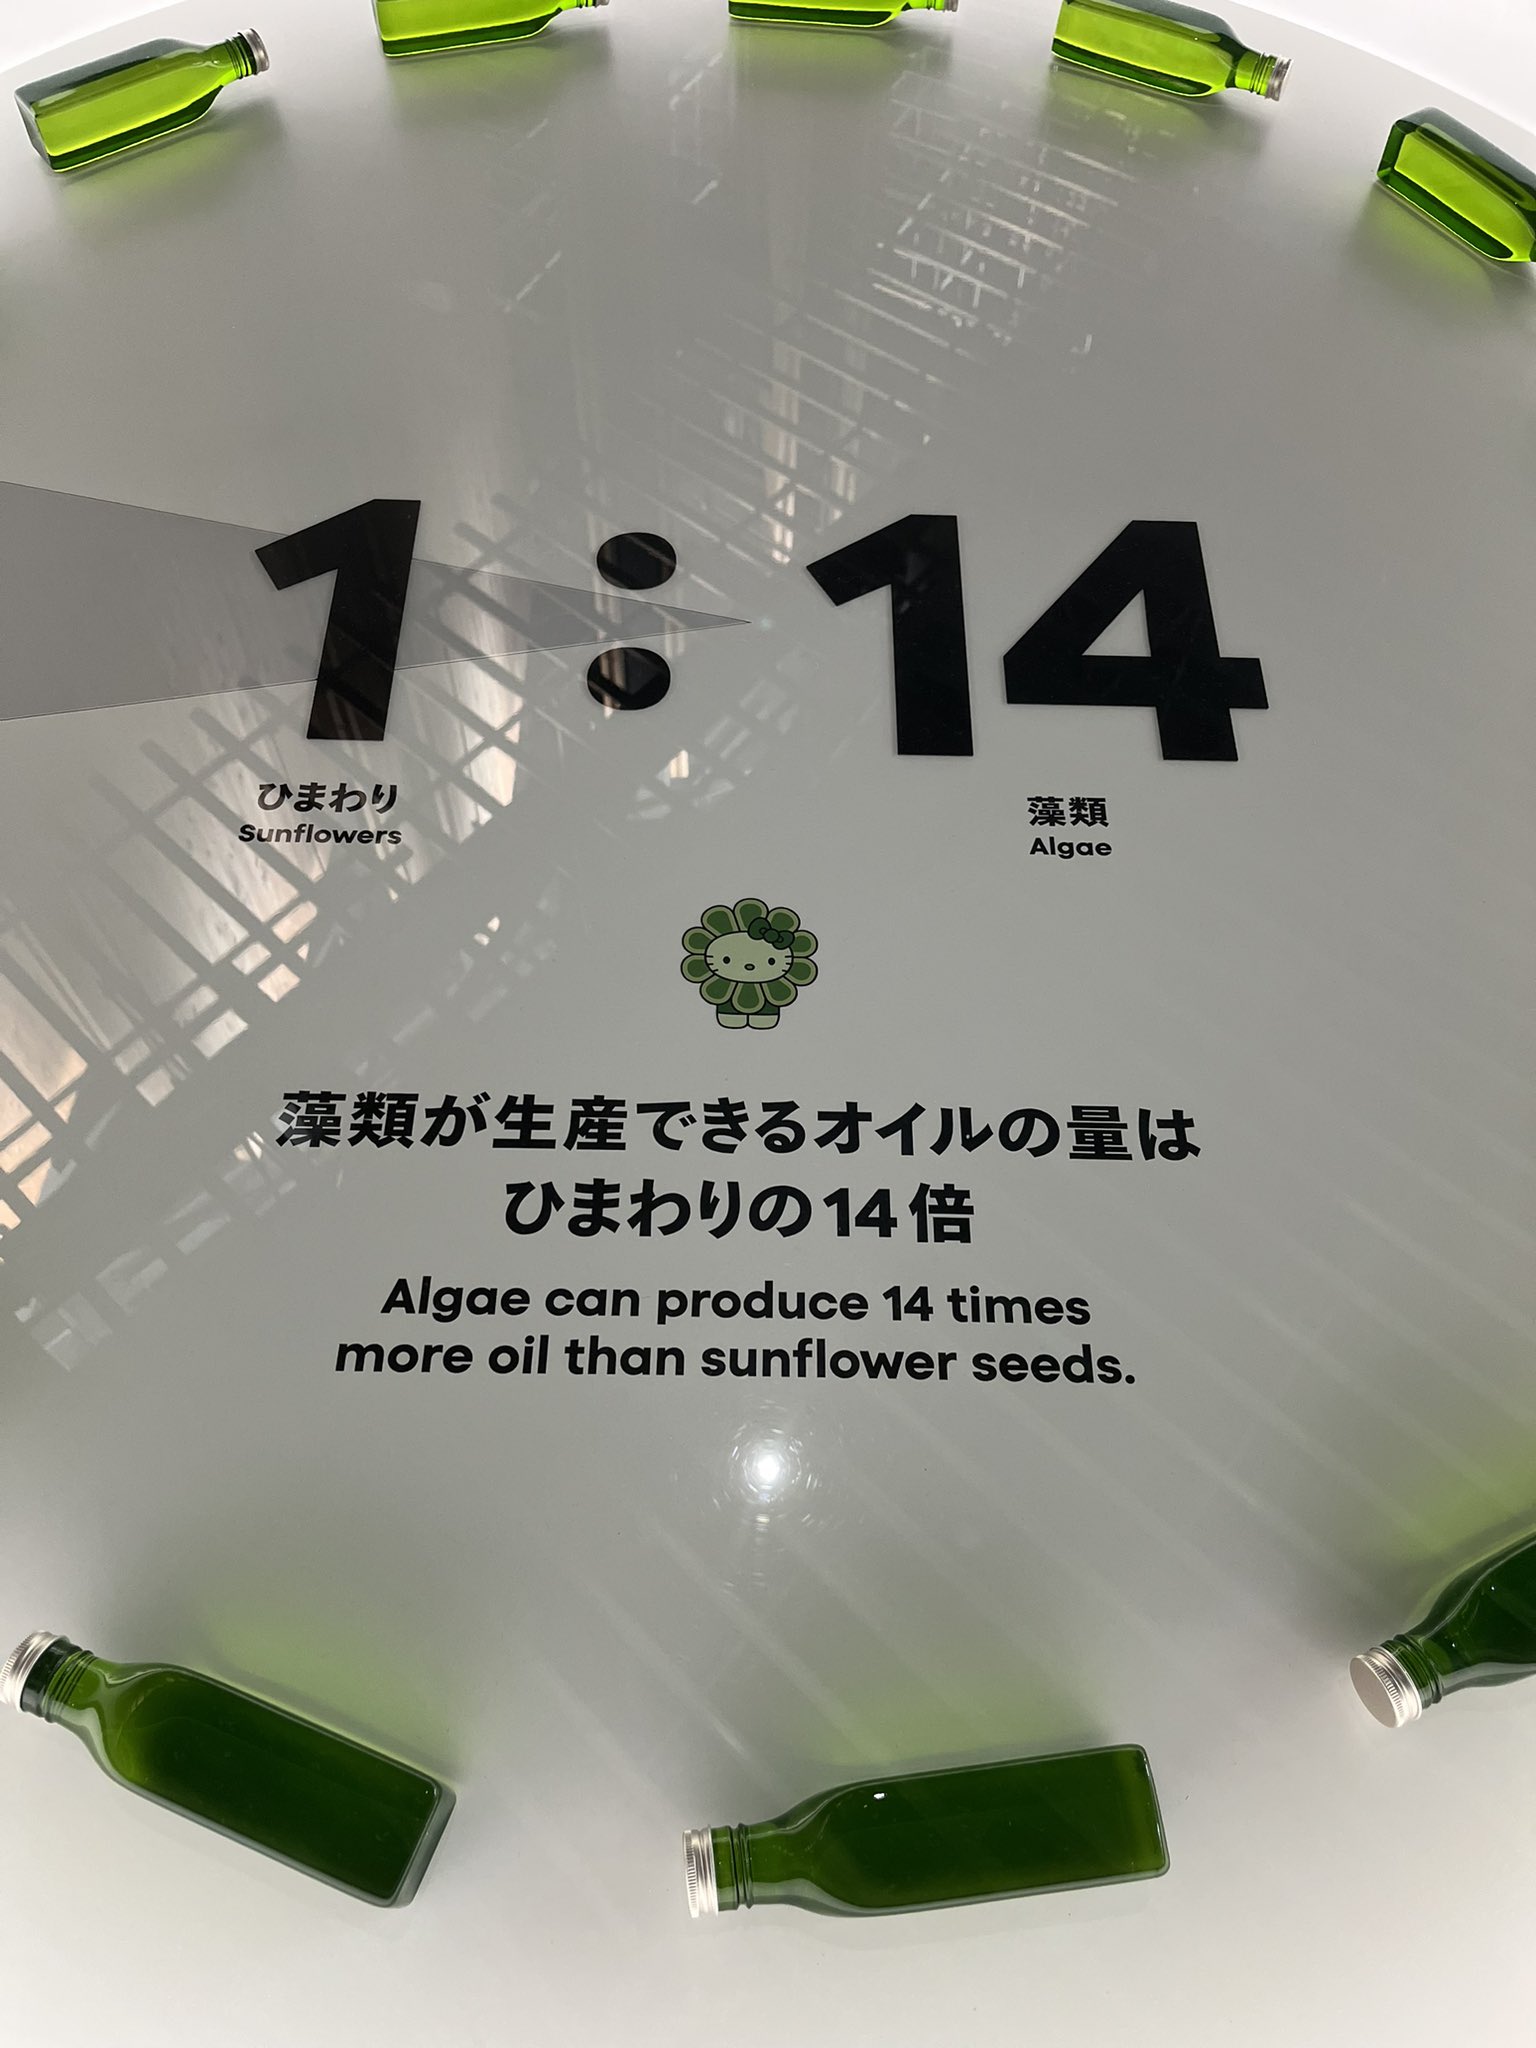 1 : 14
ひまわり
Sunflowers
藻類
Algae
藻類が生産できるオイルの量は
ひまわりの14倍
Algae can produce 14 times
more oil than sunflower seeds.